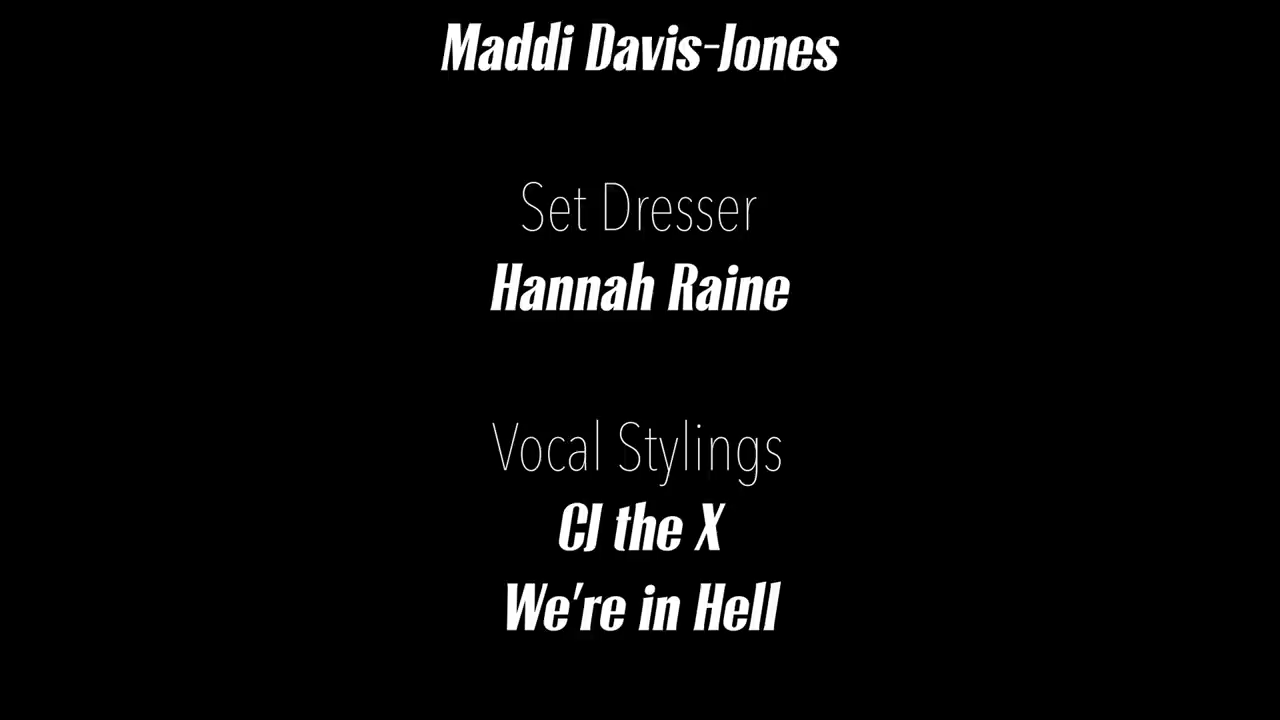 Maddi Davis-Jones
Set Dresser
Hannah Raine
Vocal Stylings
CJ the X
We're in Hell